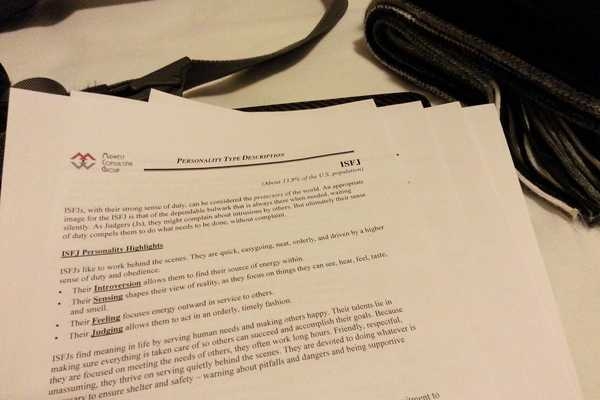 MIDWEST
CONSULTING
GROUP
PERSONALITY TYPE DESCRIPTION
ISFJ
(About 13.8% of the U.S. population)
ISFJs, with their strong sense of duty, can be considered the protectors of the world. An appropriate
image for the ISFJ is that of the dependable bulwark that is always there when needed, waiting
silently. As Judgers (Js), they might complain about intrusions by others. But ultimately their sense
of duty compels them to do what needs to be done, without complaint.
ISFJ Personality Highlights
ISFJs like to work behind the scenes. They are quick, easygoing, neat, orderly, and driven by a higher
sense of duty and obedience.
• Their Introversion allows them to find their source of energy within.
• Their Sensing shapes their view of reality, as they focus on things they can see, hear, feel, taste,
and smell.
• Their Feeling focuses energy outward in service to others.
• Their Judging allows them to act in an orderly, timely fashion.
ISFJs find meaning in life by serving human needs and making others happy. Their talents lie in
making sure everything is taken care of so others can succeed and accomplish their goals. Because
they are focused on meeting the needs of others, they often work long hours. Friendly, respectful,
unassuming, they thrive on serving quietly behind the scenes. They are devoted to doing whatever is
to ensure shelter and safety – warning about pitfalls and dangers and being supportive
to